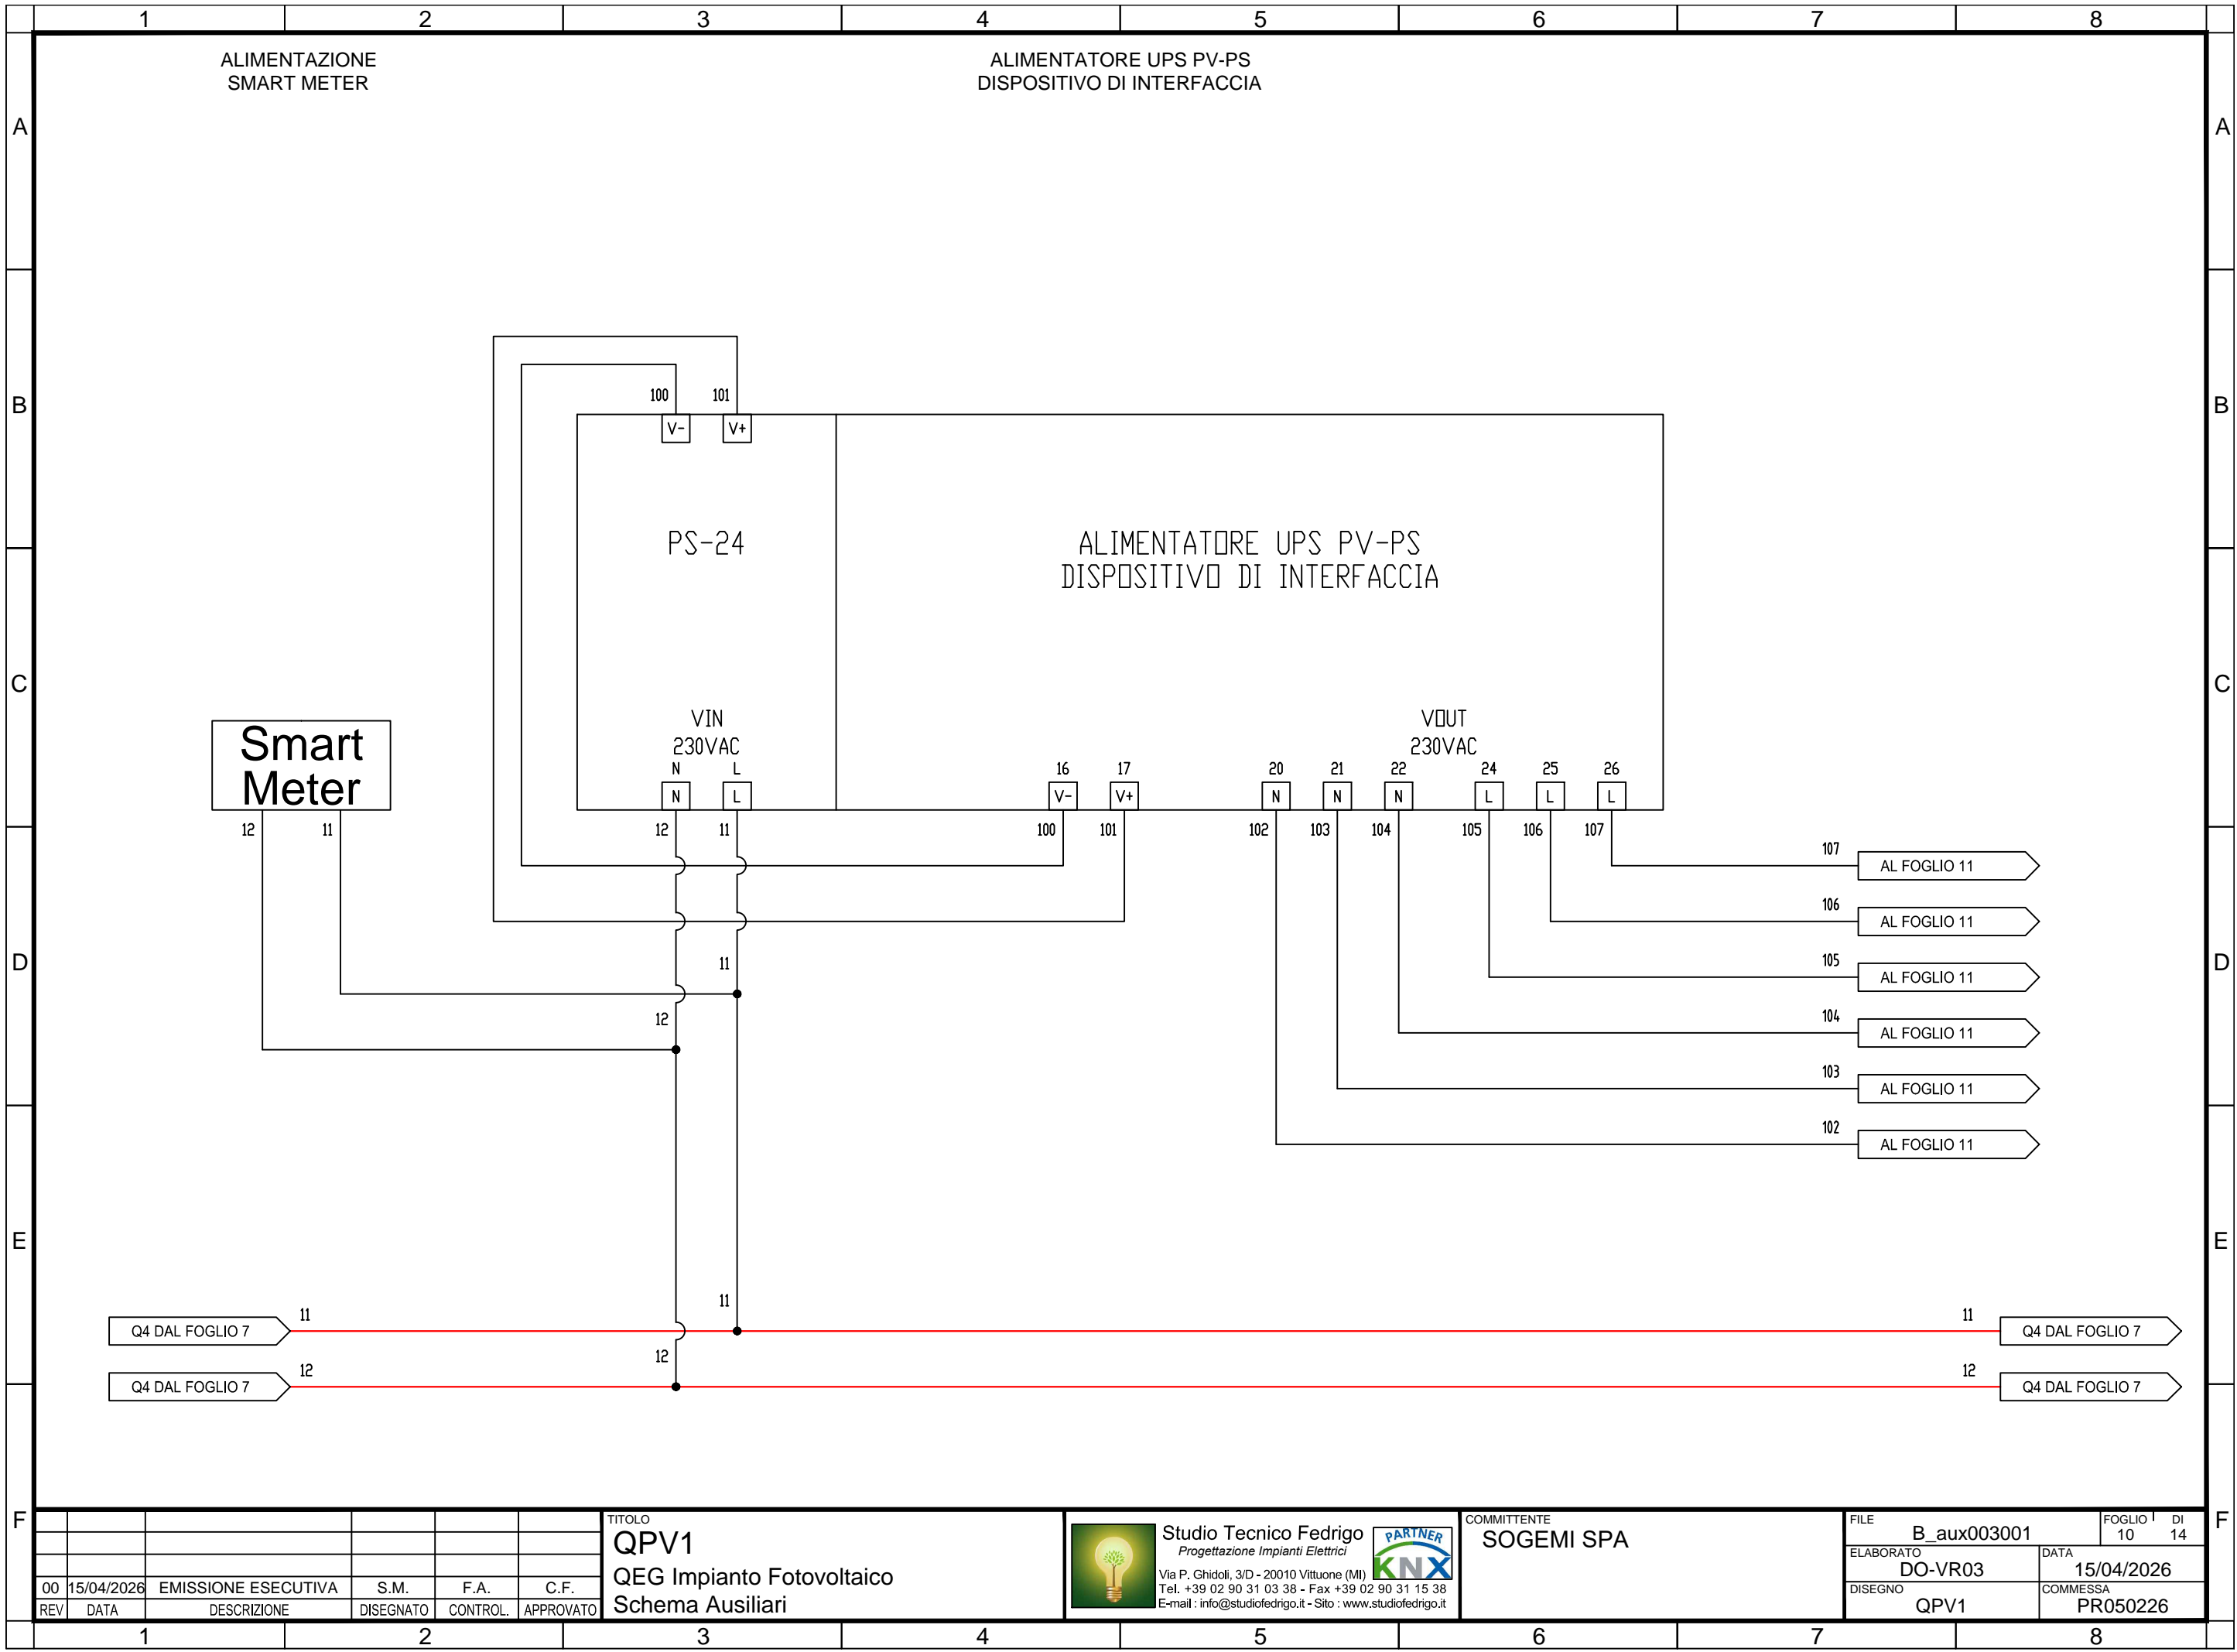 1 2 3 4 5 6 7 8
ALIMENTAZIONE
SMART METER
ALIMENTATORE UPS PV-PS
DISPOSITIVO DI INTERFACCIA
A A
B B
100 101
V- V+
PS-24
ALIMENTATORE UPS PV-PS
DISPOSITIVO DI INTERFACCIA
C C
VIN
230VAC
VOUT
230VAC
Smart
Meter
N L 16 17 20 21 22 24 25 26
N L V- V+ N N N L L L
12 11 12 11 100 101 102 103 104 105 106 107
107 AL FOGLIO 11
106 AL FOGLIO 11
D D
11
105 AL FOGLIO 11
12
104 AL FOGLIO 11
103 AL FOGLIO 11
102 AL FOGLIO 11
E E
Q4 DAL FOGLIO 7 11 11 11 Q4 DAL FOGLIO 7
Q4 DAL FOGLIO 7 12 12 12 Q4 DAL FOGLIO 7
F F
00 15/04/2026 EMISSIONE ESECUTIVA S.M. F.A. C.F.
REV DATA DESCRIZIONE DISEGNATO CONTROL. APPROVATO
TITOLO
QPV1
QEG Impianto Fotovoltaico
Schema Ausiliari
Studio Tecnico Fedrigo
Progettazione Impianti Elettrici
Via P. Ghidoli, 3/D - 20010 Vittuone (MI)
Tel. +39 02 90 31 03 38 - Fax +39 02 90 31 15 38
E-mail : info@studiofedrigo.it - Sito : www.studiofedrigo.it
PARTNER
KNX
COMMITTENTE
SOGEMI SPA
FILE
B_aux003001
FOGLIO DI
10 14
ELABORATO
DO-VR03
DATA
15/04/2026
DISEGNO
QPV1
COMMESSA
PR050226
1 2 3 4 5 6 7 8